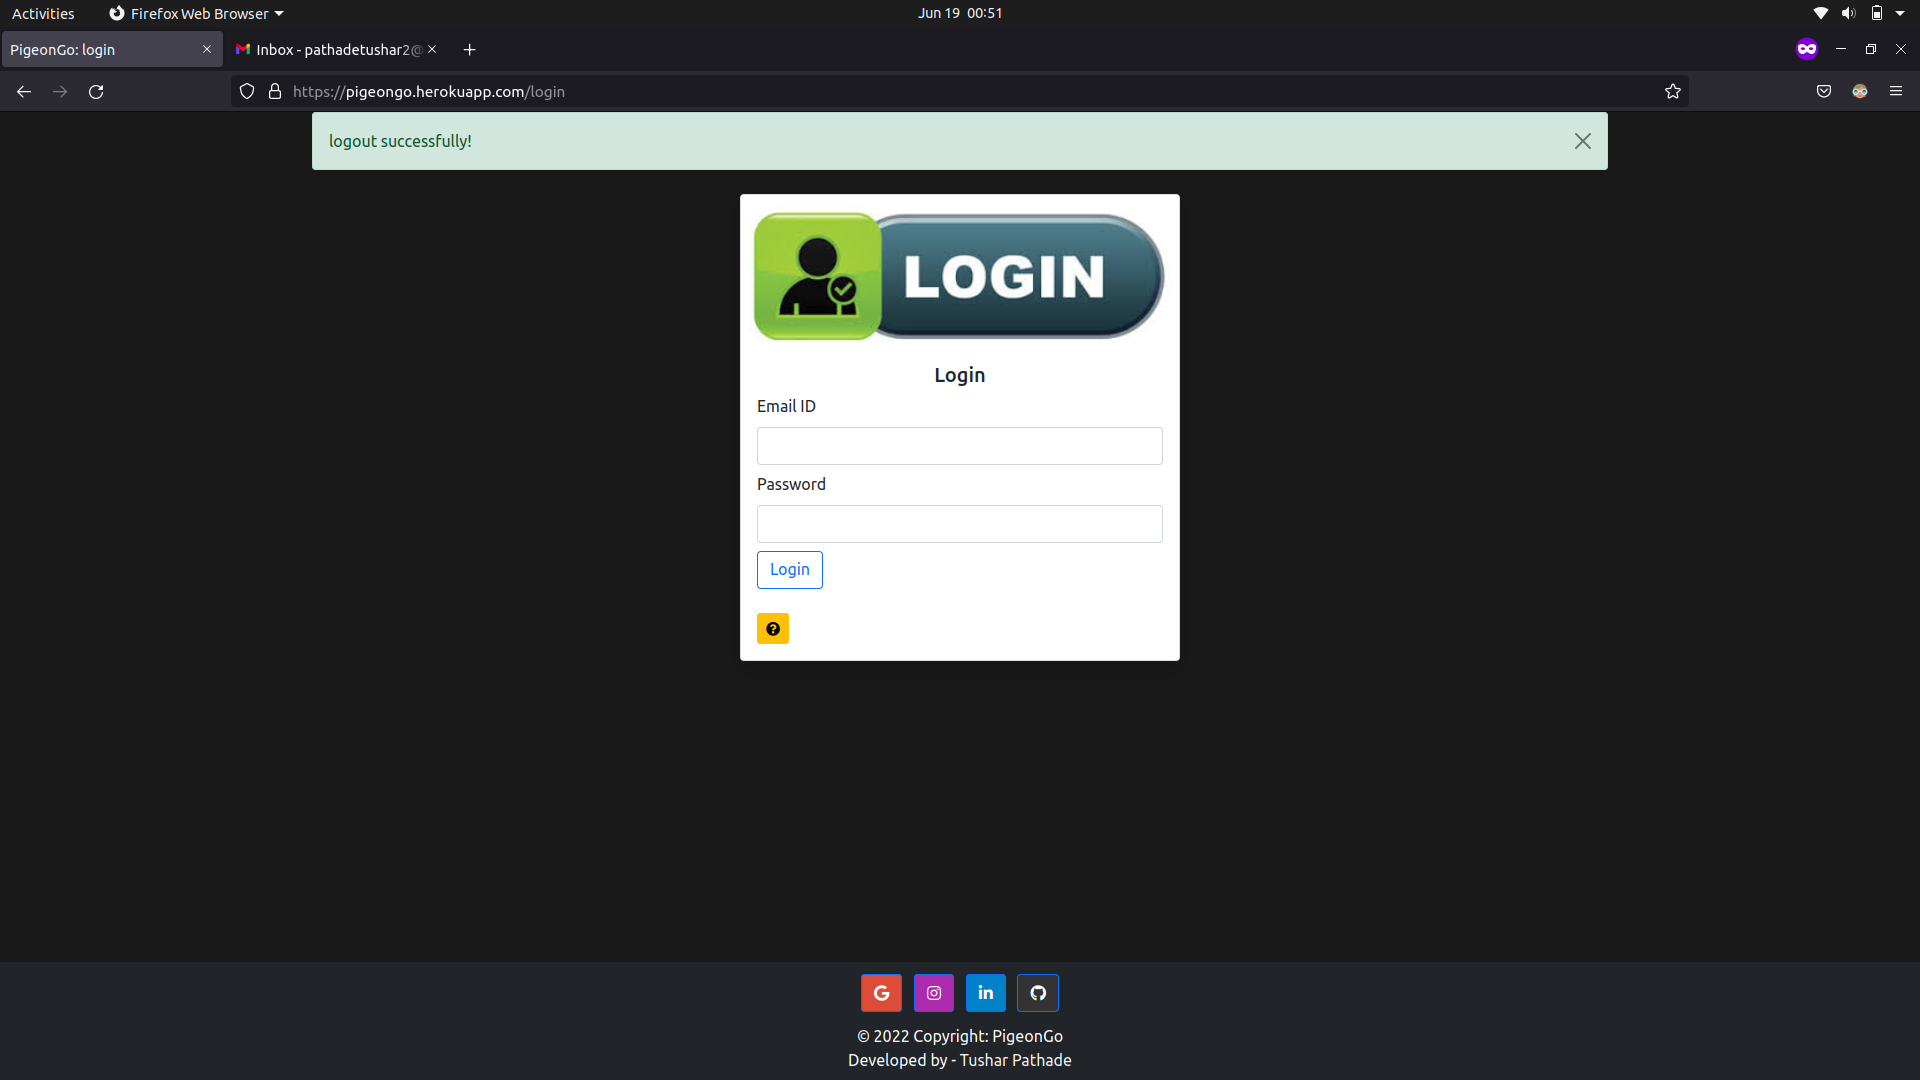 Activities
Firefox Web Browser
Jun 19 00:51
PigeonGo: login
Inbox - pathadetushar2@
https://pigeongo.herokuapp.com/login
logout successfully!
LOGIN
Login
Email ID
Password
Login
© 2022 Copyright: PigeonGo
Developed by - Tushar Pathade